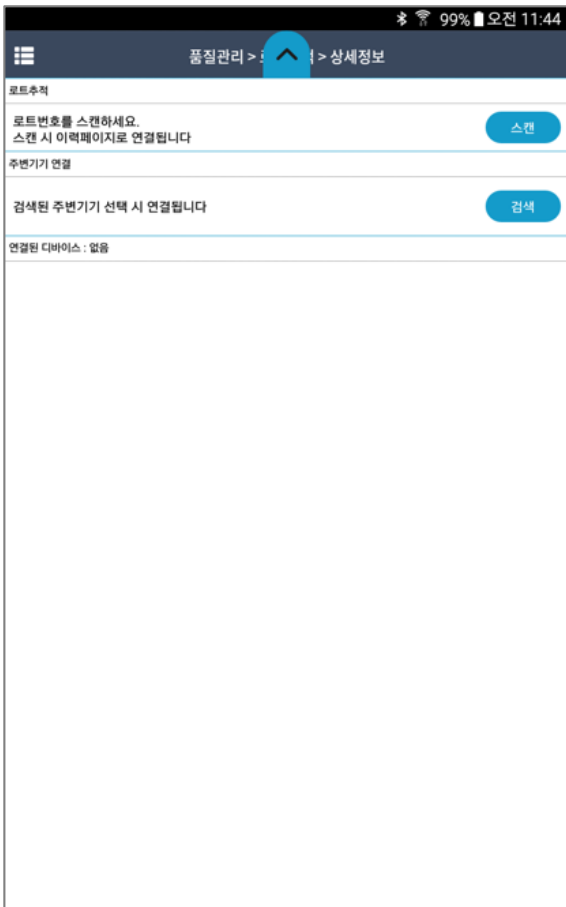 99% 오전 11:44
품질관리 > > 상세정보
로트추적
로트번호를 스캔하세요.
스캔 시 이력페이지로 연결됩니다
스캔
주변기기 연결
검색된 주변기기 선택 시 연결됩니다
검색
연결된 디바이스 : 없음